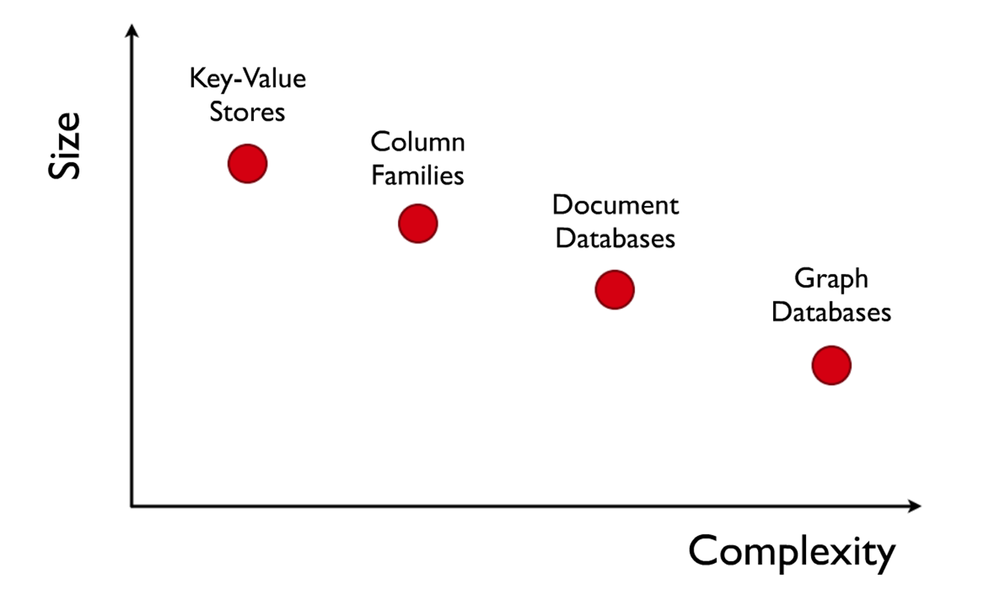 Key-Value
Stores
Size
Column
Families
Document
Databases
Graph
Databases
Complexity